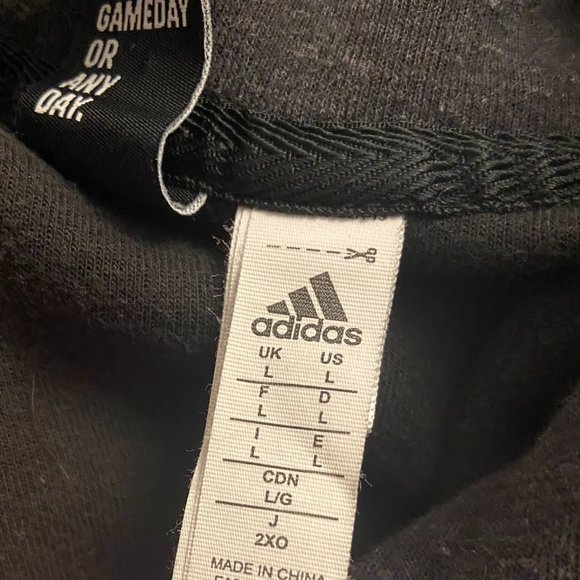 GAMEDAY
OR
ANY
DAY.
adidas
UK US
L L
F D
L L
I E
L L
CDN
L/G
J
2XO
MADE IN CHINA